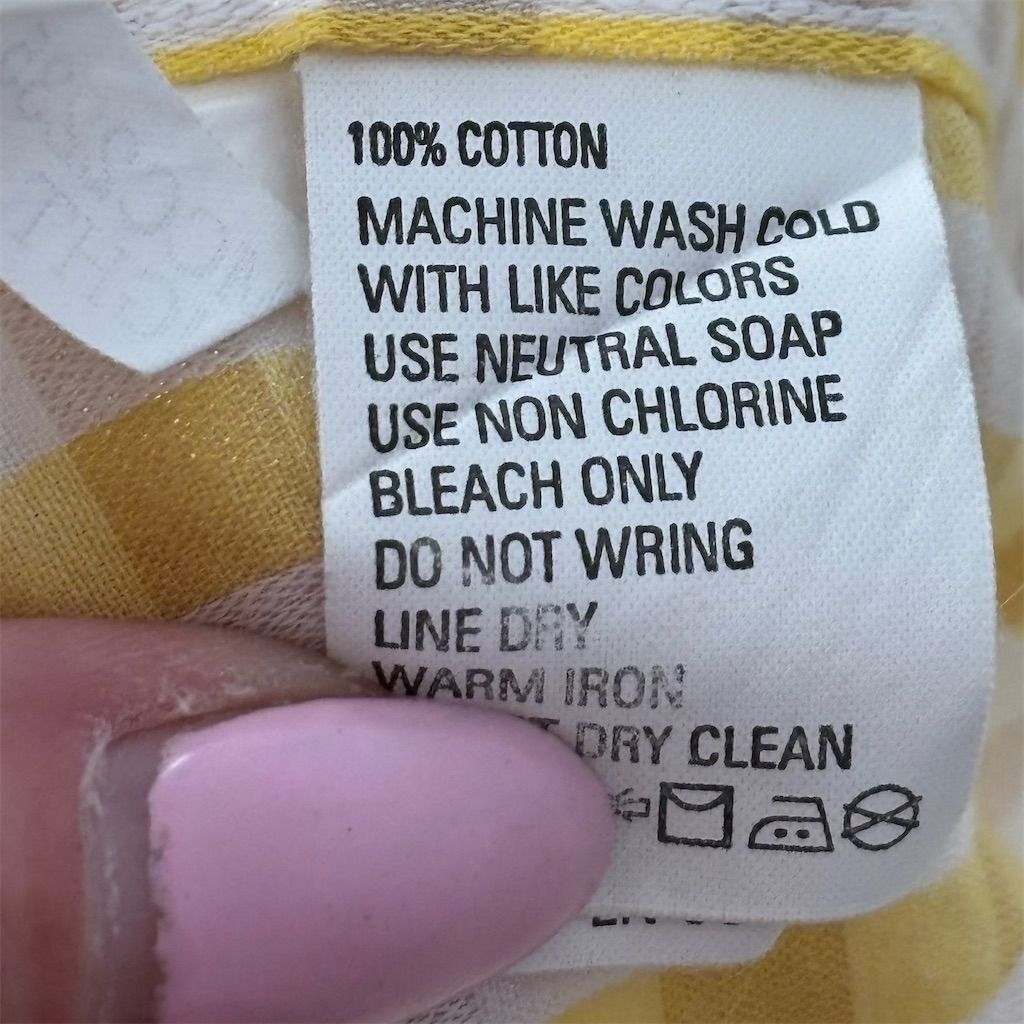 100% COTTON
MACHINE WASH COLD
WITH LIKE COLORS
USE NEUTRAL SOAP
USE NON CHLORINE
BLEACH ONLY
DO NOT WRING
LINE DRY
WARM IRON
DRY CLEAN